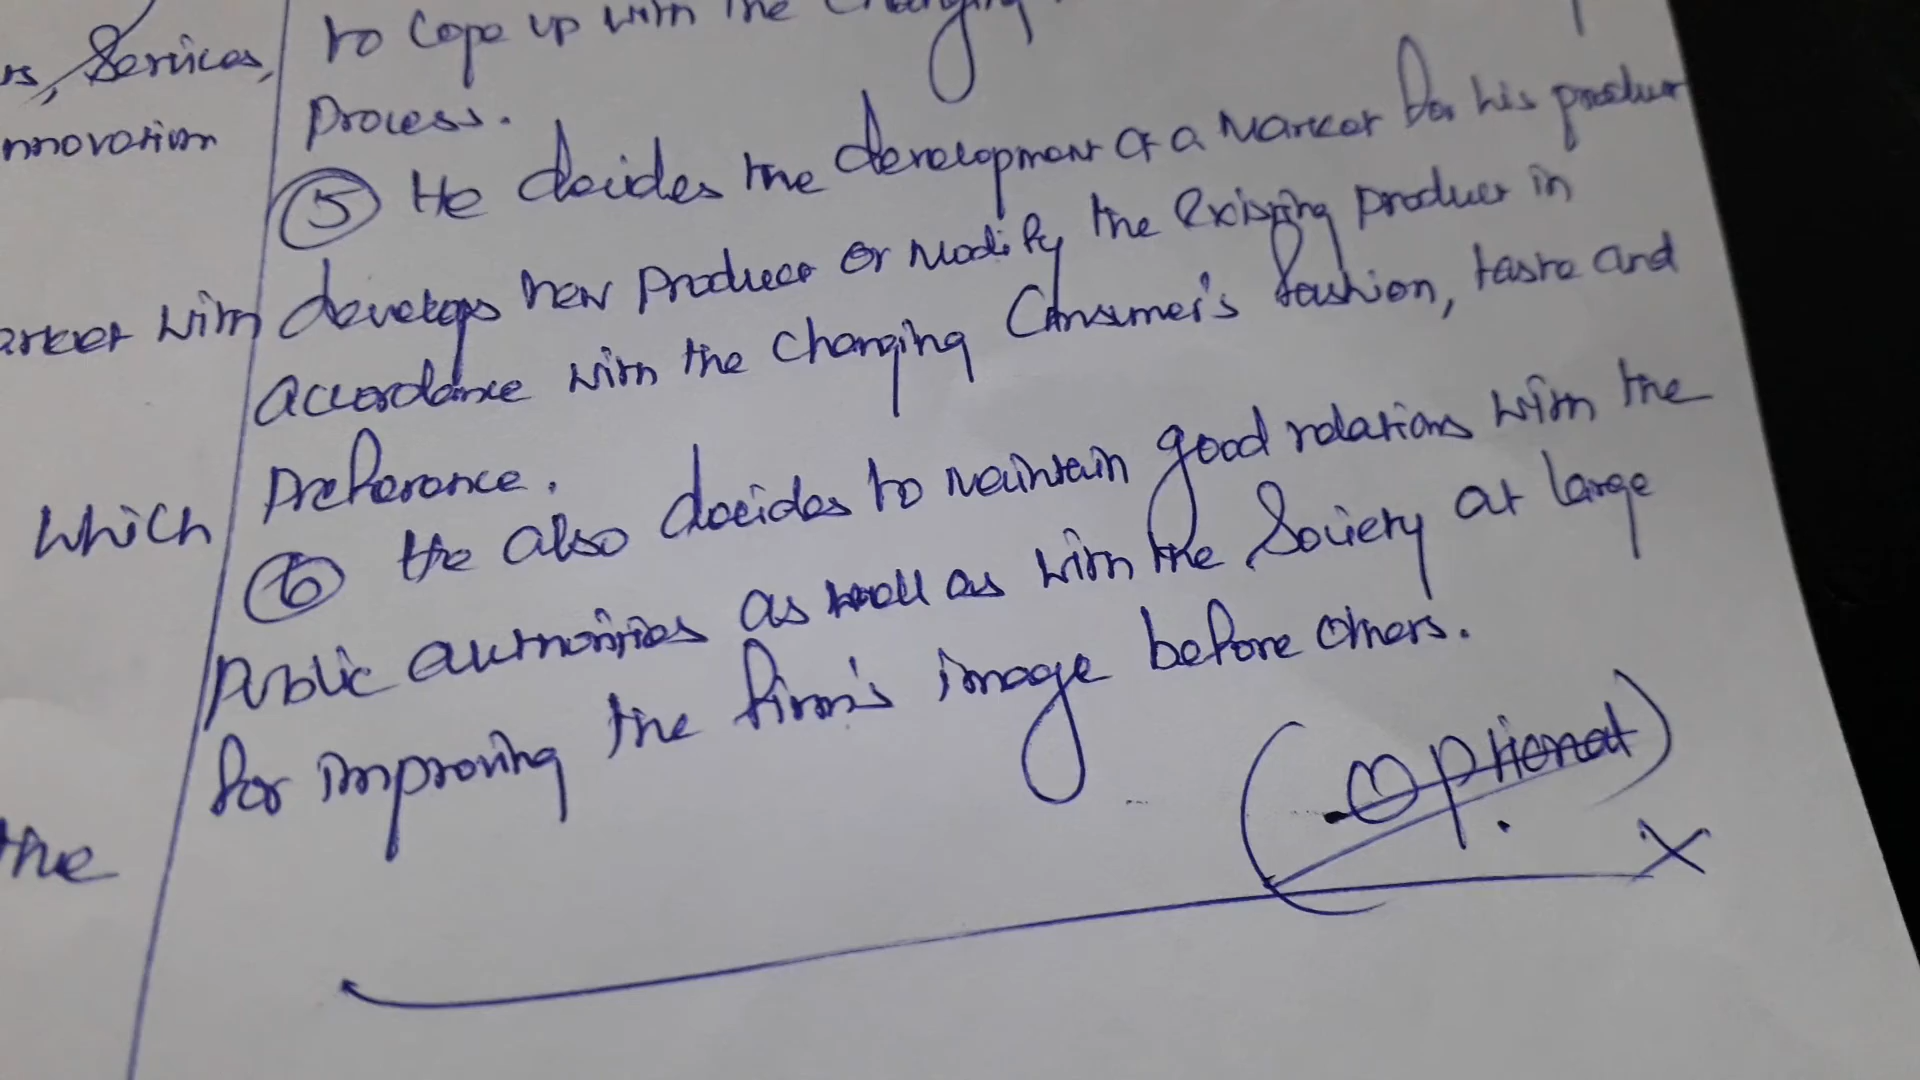 rs, Services,
nnovation
arket with
which
the
to cope up with the changing
process.
⑤ He decides the development of a market for his product
develops new product or modify the existing product in
accordance with the changing Consumer's fashion, taste and
preference.
⑥ He also decides to maintain good relations with the
public authorities as well as with the Society at large
for improving the firm's image before others.
(Optional)